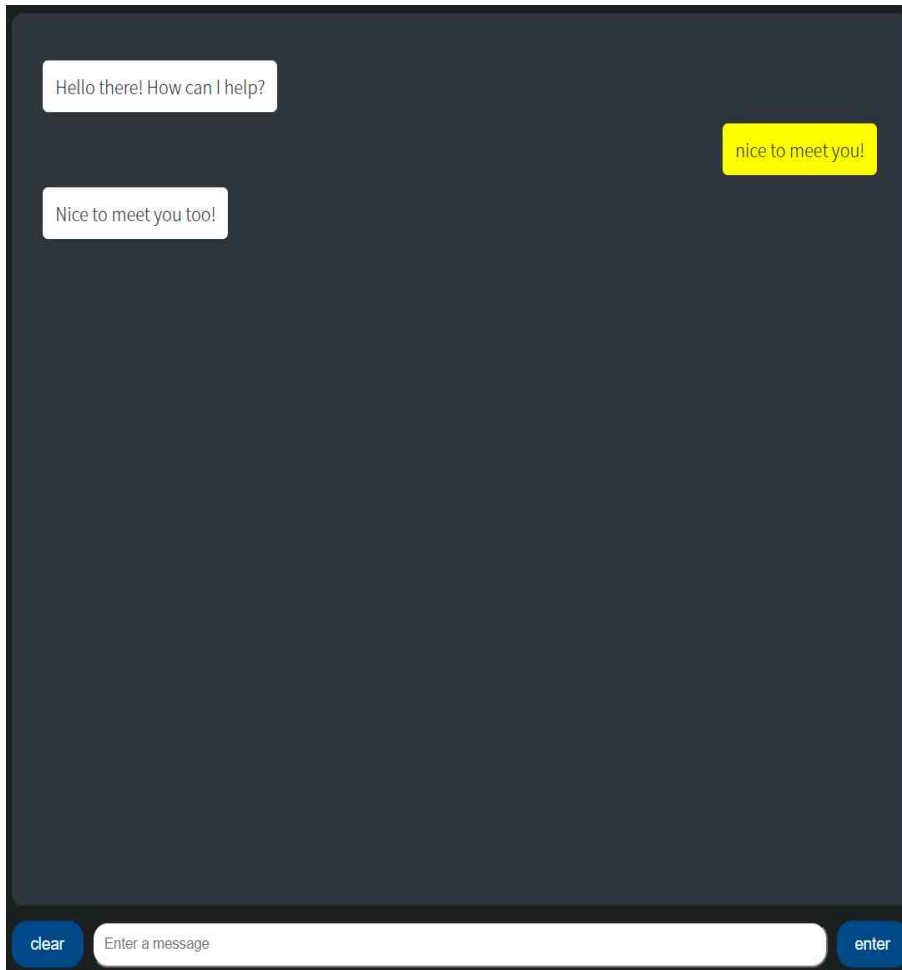 Hello there! How can I help?
nice to meet you!
Nice to meet you too!
clear
Enter a message
enter